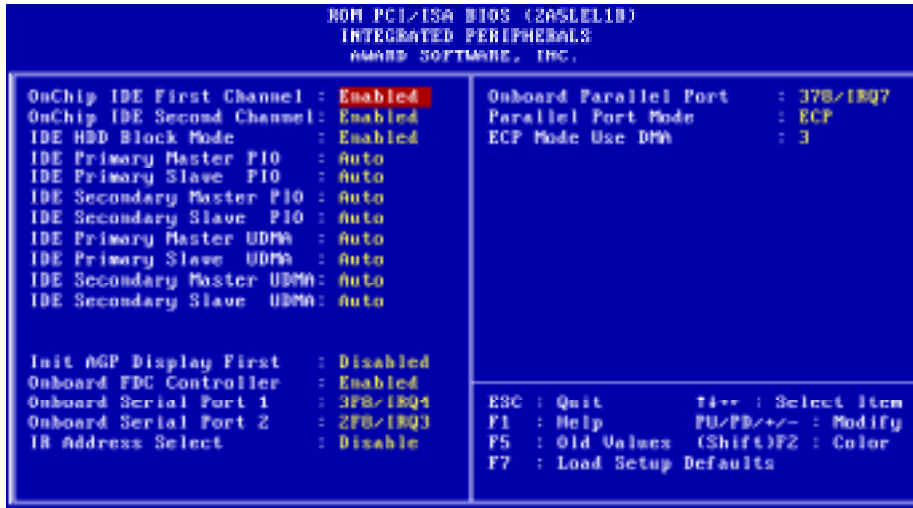 ROM PCI/ISA BIOS (2A5LEL1B)
INTEGRATED PERIPHERALS
AWARD SOFTWARE, INC.
OnChip IDE First Channel : Enabled
OnChip IDE Second Channel: Enabled
IDE HDD Block Mode : Enabled
IDE Primary Master PIO : Auto
IDE Primary Slave PIO : Auto
IDE Secondary Master PIO : Auto
IDE Secondary Slave PIO : Auto
IDE Primary Master UDMA : Auto
IDE Primary Slave UDMA : Auto
IDE Secondary Master UDMA: Auto
IDE Secondary Slave UDMA: Auto
Init AGP Display First : Disabled
Onboard FDC Controller : Enabled
Onboard Serial Port 1 : 3F8/IRQ4
Onboard Serial Port 2 : 2F8/IRQ3
IR Address Select : Disable
Onboard Parallel Port : 378/IRQ7
Parallel Port Mode : ECP
ECP Mode Use DMA : 3
ESC : Quit ↑↓→← : Select Item
F1 : Help PU/PD/+/- : Modify
F5 : Old Values (Shift)F2 : Color
F7 : Load Setup Defaults